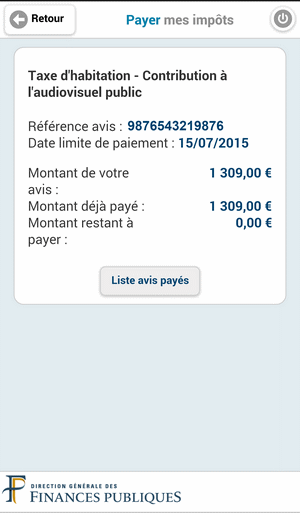 Retour
Payer mes impôts
Taxe d'habitation - Contribution à
l'audiovisuel public
Référence avis : 9876543219876
Date limite de paiement : 15/07/2015
Montant de votre 1 309,00 €
avis :
Montant déjà payé : 1 309,00 €
Montant restant à 0,00 €
payer :
Liste avis payés
DIRECTION GÉNÉRALE DES
FINANCES PUBLIQUES